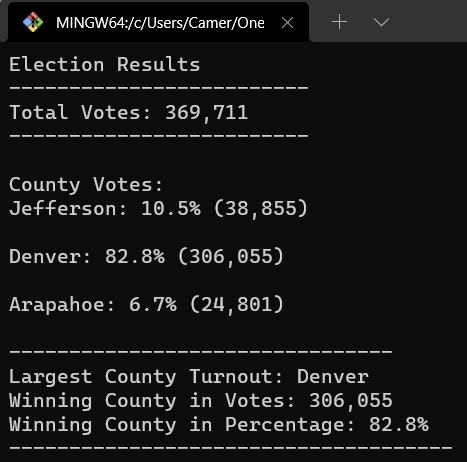 MINGW64:/c/Users/Camer/One
Election Results
-------------------------
Total Votes: 369,711
-------------------------
County Votes:
Jefferson: 10.5% (38,855)
Denver: 82.8% (306,055)
Arapahoe: 6.7% (24,801)
--------------------------------
Largest County Turnout: Denver
Winning County in Votes: 306,055
Winning County in Percentage: 82.8%
-------------------------------------